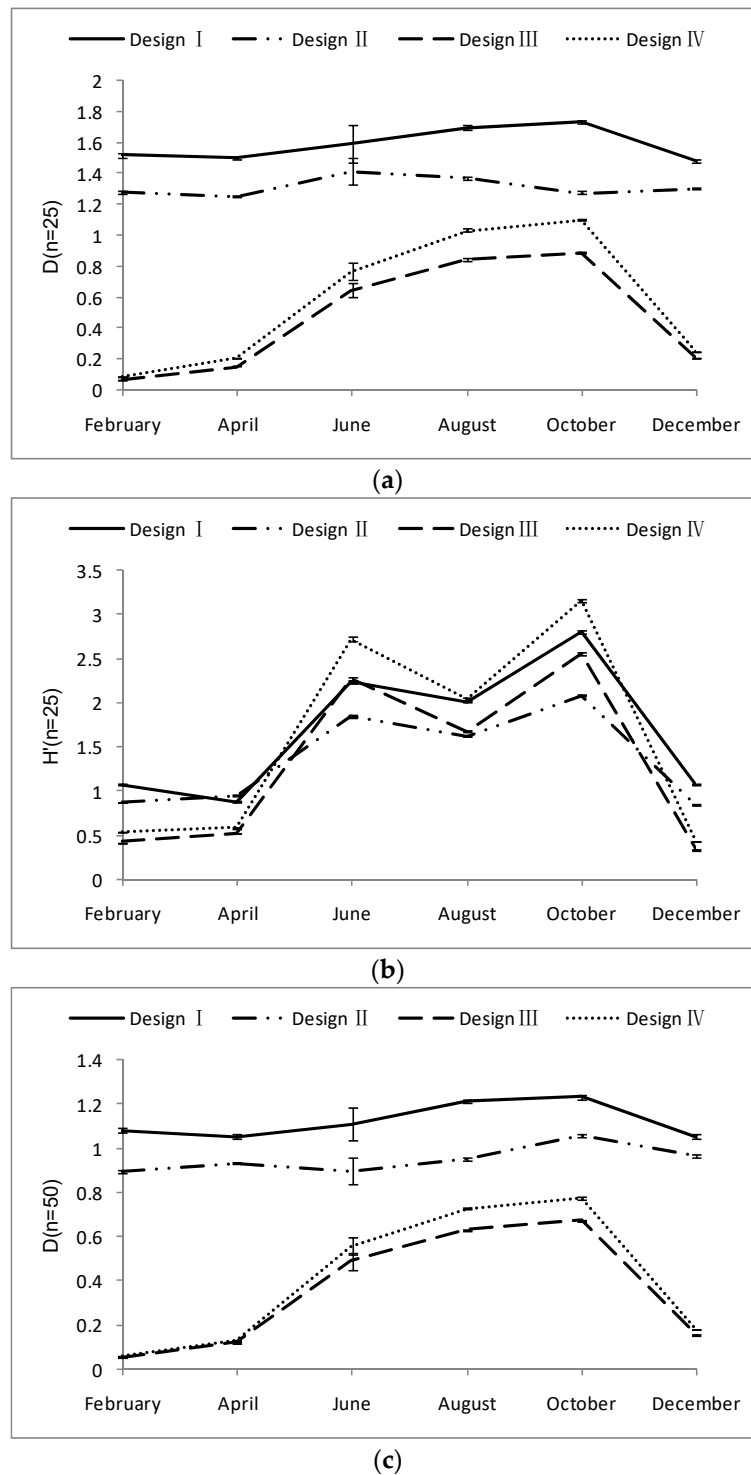 Design Ⅰ Design Ⅱ Design Ⅲ Design Ⅳ
2
1.8
1.6
1.4
1.2
1
0.8
0.6
0.4
0.2
0
D(n=25)
February April June August October December
(a)
Design Ⅰ Design Ⅱ Design Ⅲ Design Ⅳ
3.5
3
2.5
2
1.5
1
0.5
0
H'(n=25)
February April June August October December
(b)
Design Ⅰ Design Ⅱ Design Ⅲ Design Ⅳ
1.4
1.2
1
0.8
0.6
0.4
0.2
0
D(n=50)
February April June August October December
(c)